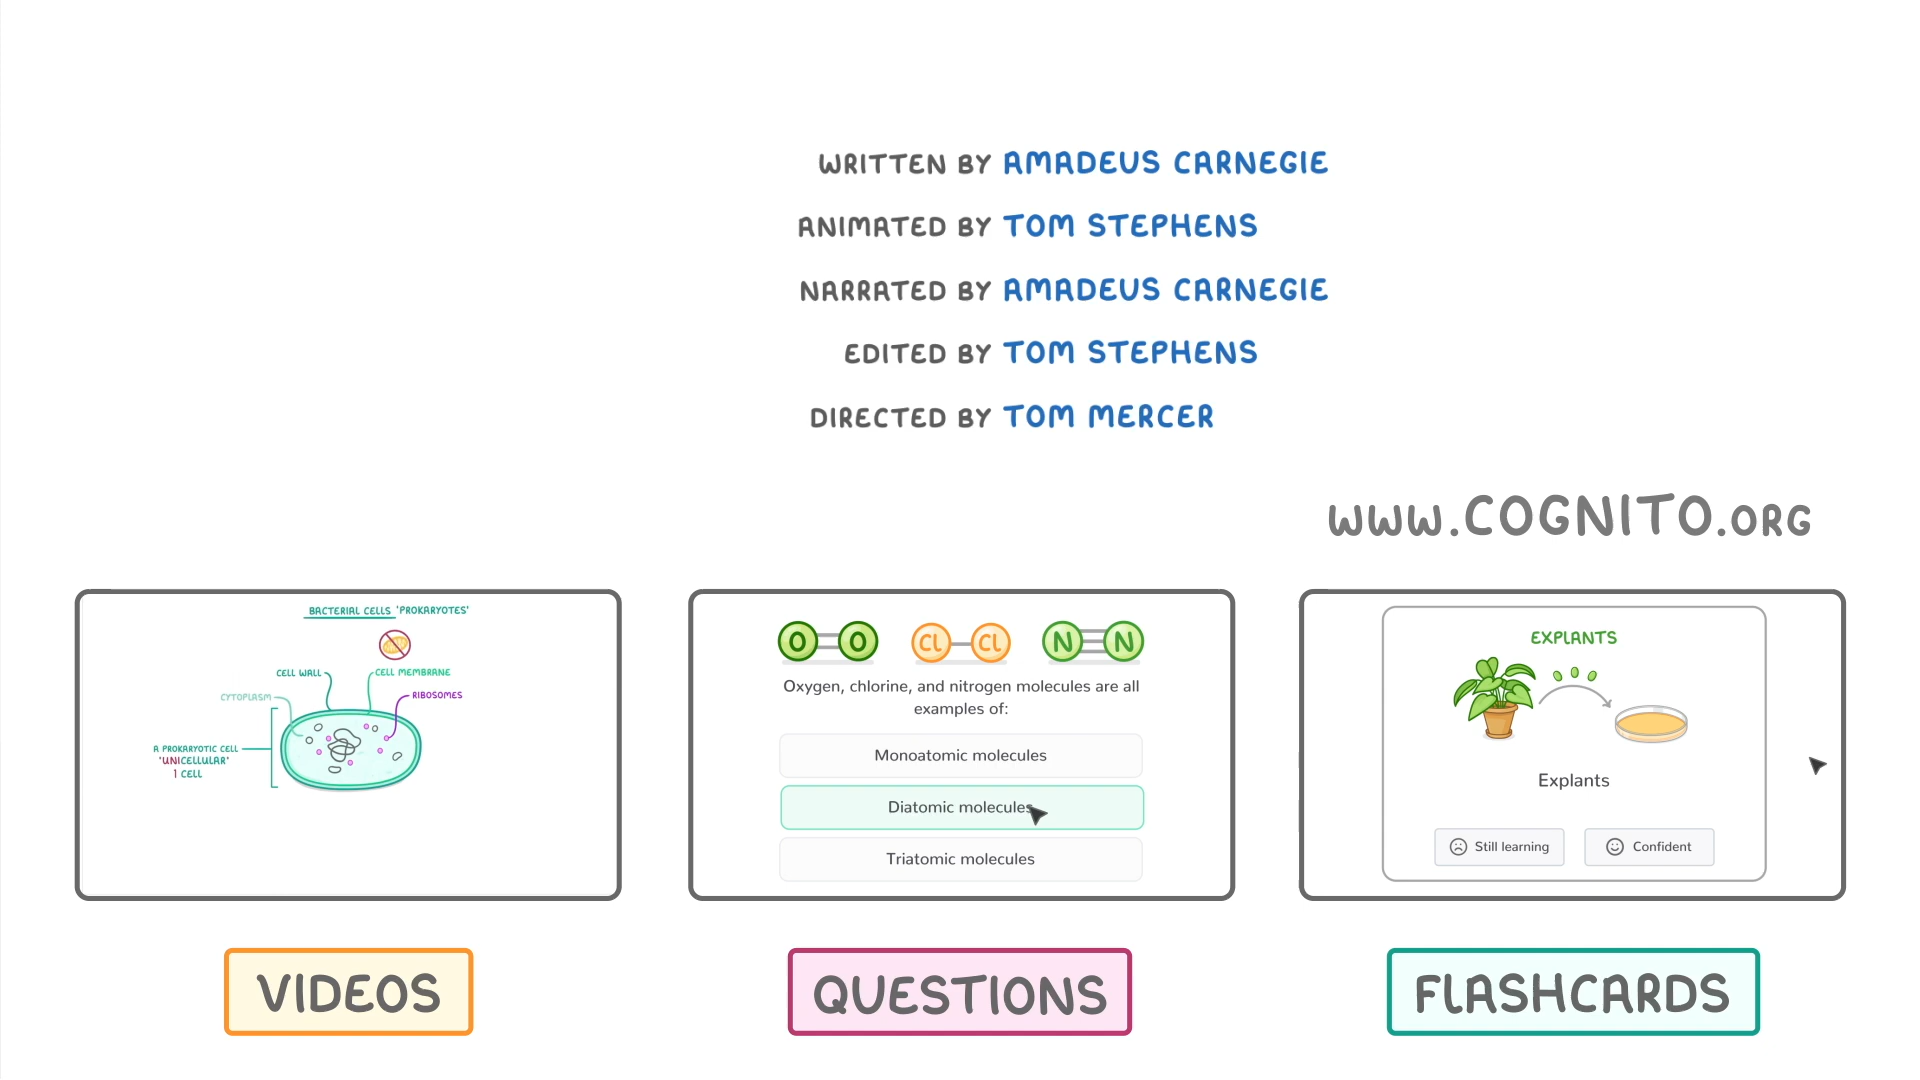 WRITTEN BY AMADEUS CARNEGIE
ANIMATED BY TOM STEPHENS
NARRATED BY AMADEUS CARNEGIE
EDITED BY TOM STEPHENS
DIRECTED BY TOM MERCER
www.COGNITO.ORG
BACTERIAL CELLS 'PROKARYOTES'
CELL WALL
CELL MEMBRANE
CYTOPLASM
RIBOSOMES
A PROKARYOTIC CELL
'UNICELLULAR'
1 CELL
O O Cl Cl N N
Oxygen, chlorine, and nitrogen molecules are all
examples of:
Monoatomic molecules
Diatomic molecules
Triatomic molecules
EXPLANTS
Explants
Still learning
Confident
VIDEOS
QUESTIONS
FLASHCARDS